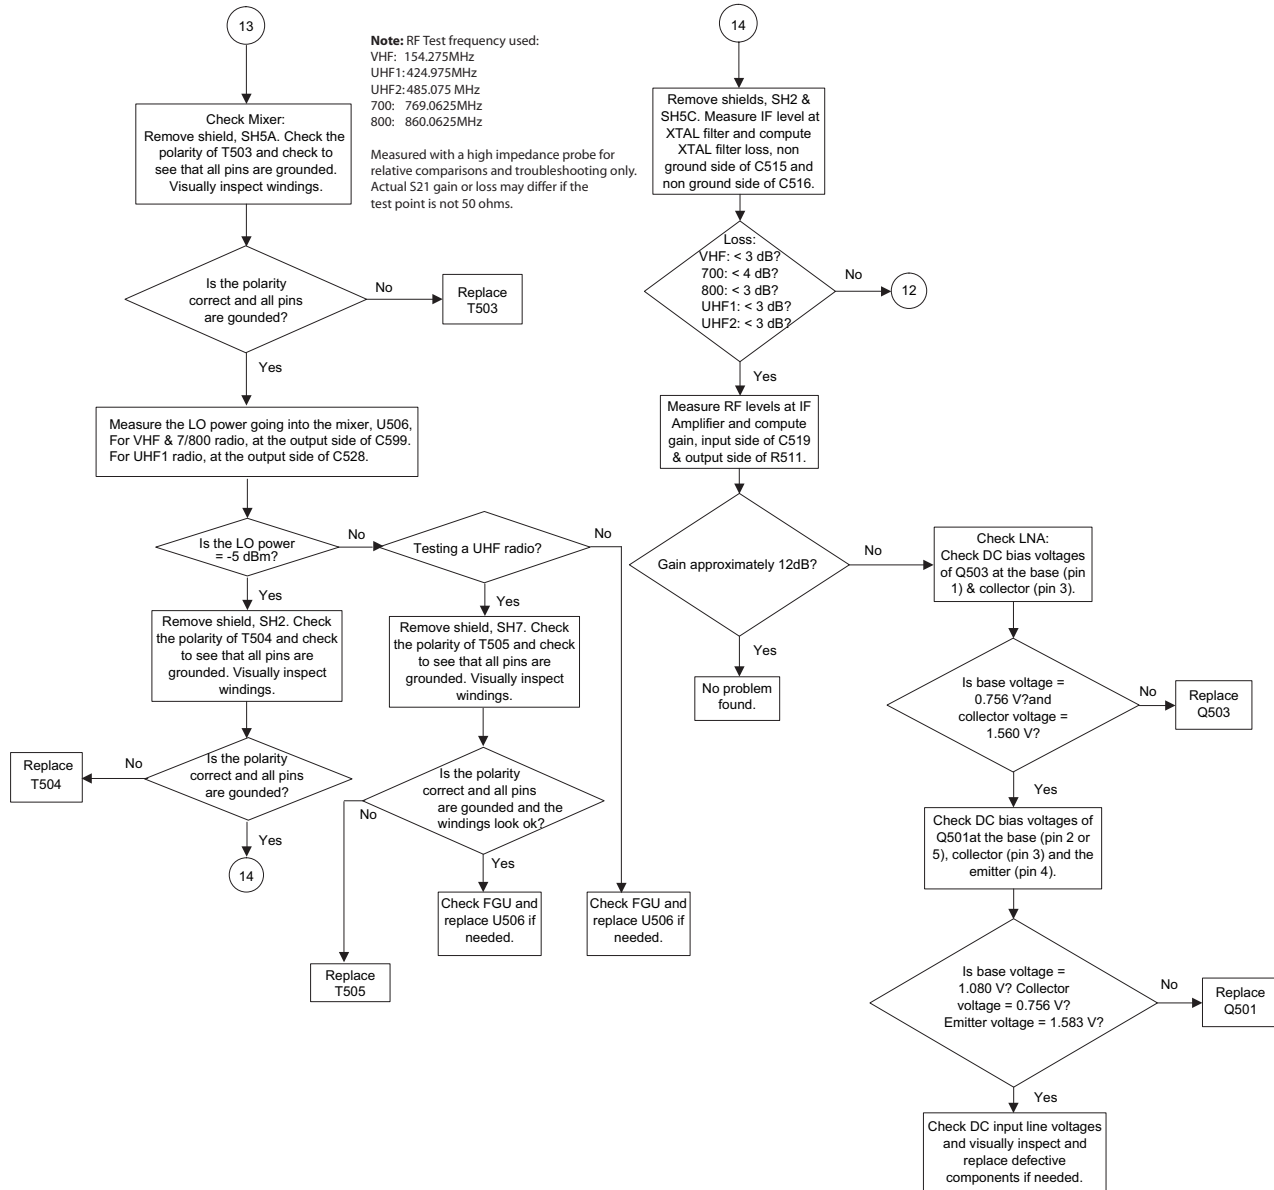 13
Note: RF Test frequency used:
VHF: 154.275MHz
UHF1: 424.975MHz
UHF2: 485.075 MHz
700: 769.0625MHz
800: 860.0625MHz
Measured with a high impedance probe for
relative comparisons and troubleshooting only.
Actual S21 gain or loss may differ if the
test point is not 50 ohms.
Check Mixer:
Remove shield, SH5A. Check the
polarity of T503 and check to
see that all pins are grounded.
Visually inspect windings.
Is the polarity
correct and all pins
are gounded?
No
Replace
T503
Yes
Measure the LO power going into the mixer, U506,
For VHF & 7/800 radio, at the output side of C599.
For UHF1 radio, at the output side of C528.
Is the LO power
= -5 dBm?
No
Testing a UHF radio?
No
Yes
Remove shield, SH2. Check
the polarity of T504 and check
to see that all pins are
grounded. Visually inspect
windings.
Yes
Remove shield, SH7. Check
the polarity of T505 and check
to see that all pins are
grounded. Visually inspect
windings.
Is the polarity
correct and all pins
are gounded?
No
Replace
T504
Yes
14
Is the polarity
correct and all pins
are gounded and the
windings look ok?
No
Yes
Check FGU and
replace U506 if
needed.
Check FGU and
replace U506 if
needed.
Replace
T505
14
Remove shields, SH2 &
SH5C. Measure IF level at
XTAL filter and compute
XTAL filter loss, non
ground side of C515 and
non ground side of C516.
Loss:
VHF: < 3 dB?
700: < 4 dB?
800: < 3 dB?
UHF1: < 3 dB?
UHF2: < 3 dB?
No
12
Yes
Measure RF levels at IF
Amplifier and compute
gain, input side of C519
& output side of R511.
Gain approximately 12dB?
No
Yes
No problem
found.
Check LNA:
Check DC bias voltages
of Q503 at the base (pin
1) & collector (pin 3).
Is base voltage =
0.756 V?and
collector voltage =
1.560 V?
No
Replace
Q503
Yes
Check DC bias voltages of
Q501at the base (pin 2 or
5), collector (pin 3) and the
emitter (pin 4).
Is base voltage =
1.080 V? Collector
voltage = 0.756 V?
Emitter voltage = 1.583 V?
No
Replace
Q501
Yes
Check DC input line voltages
and visually inspect and
replace defective
components if needed.